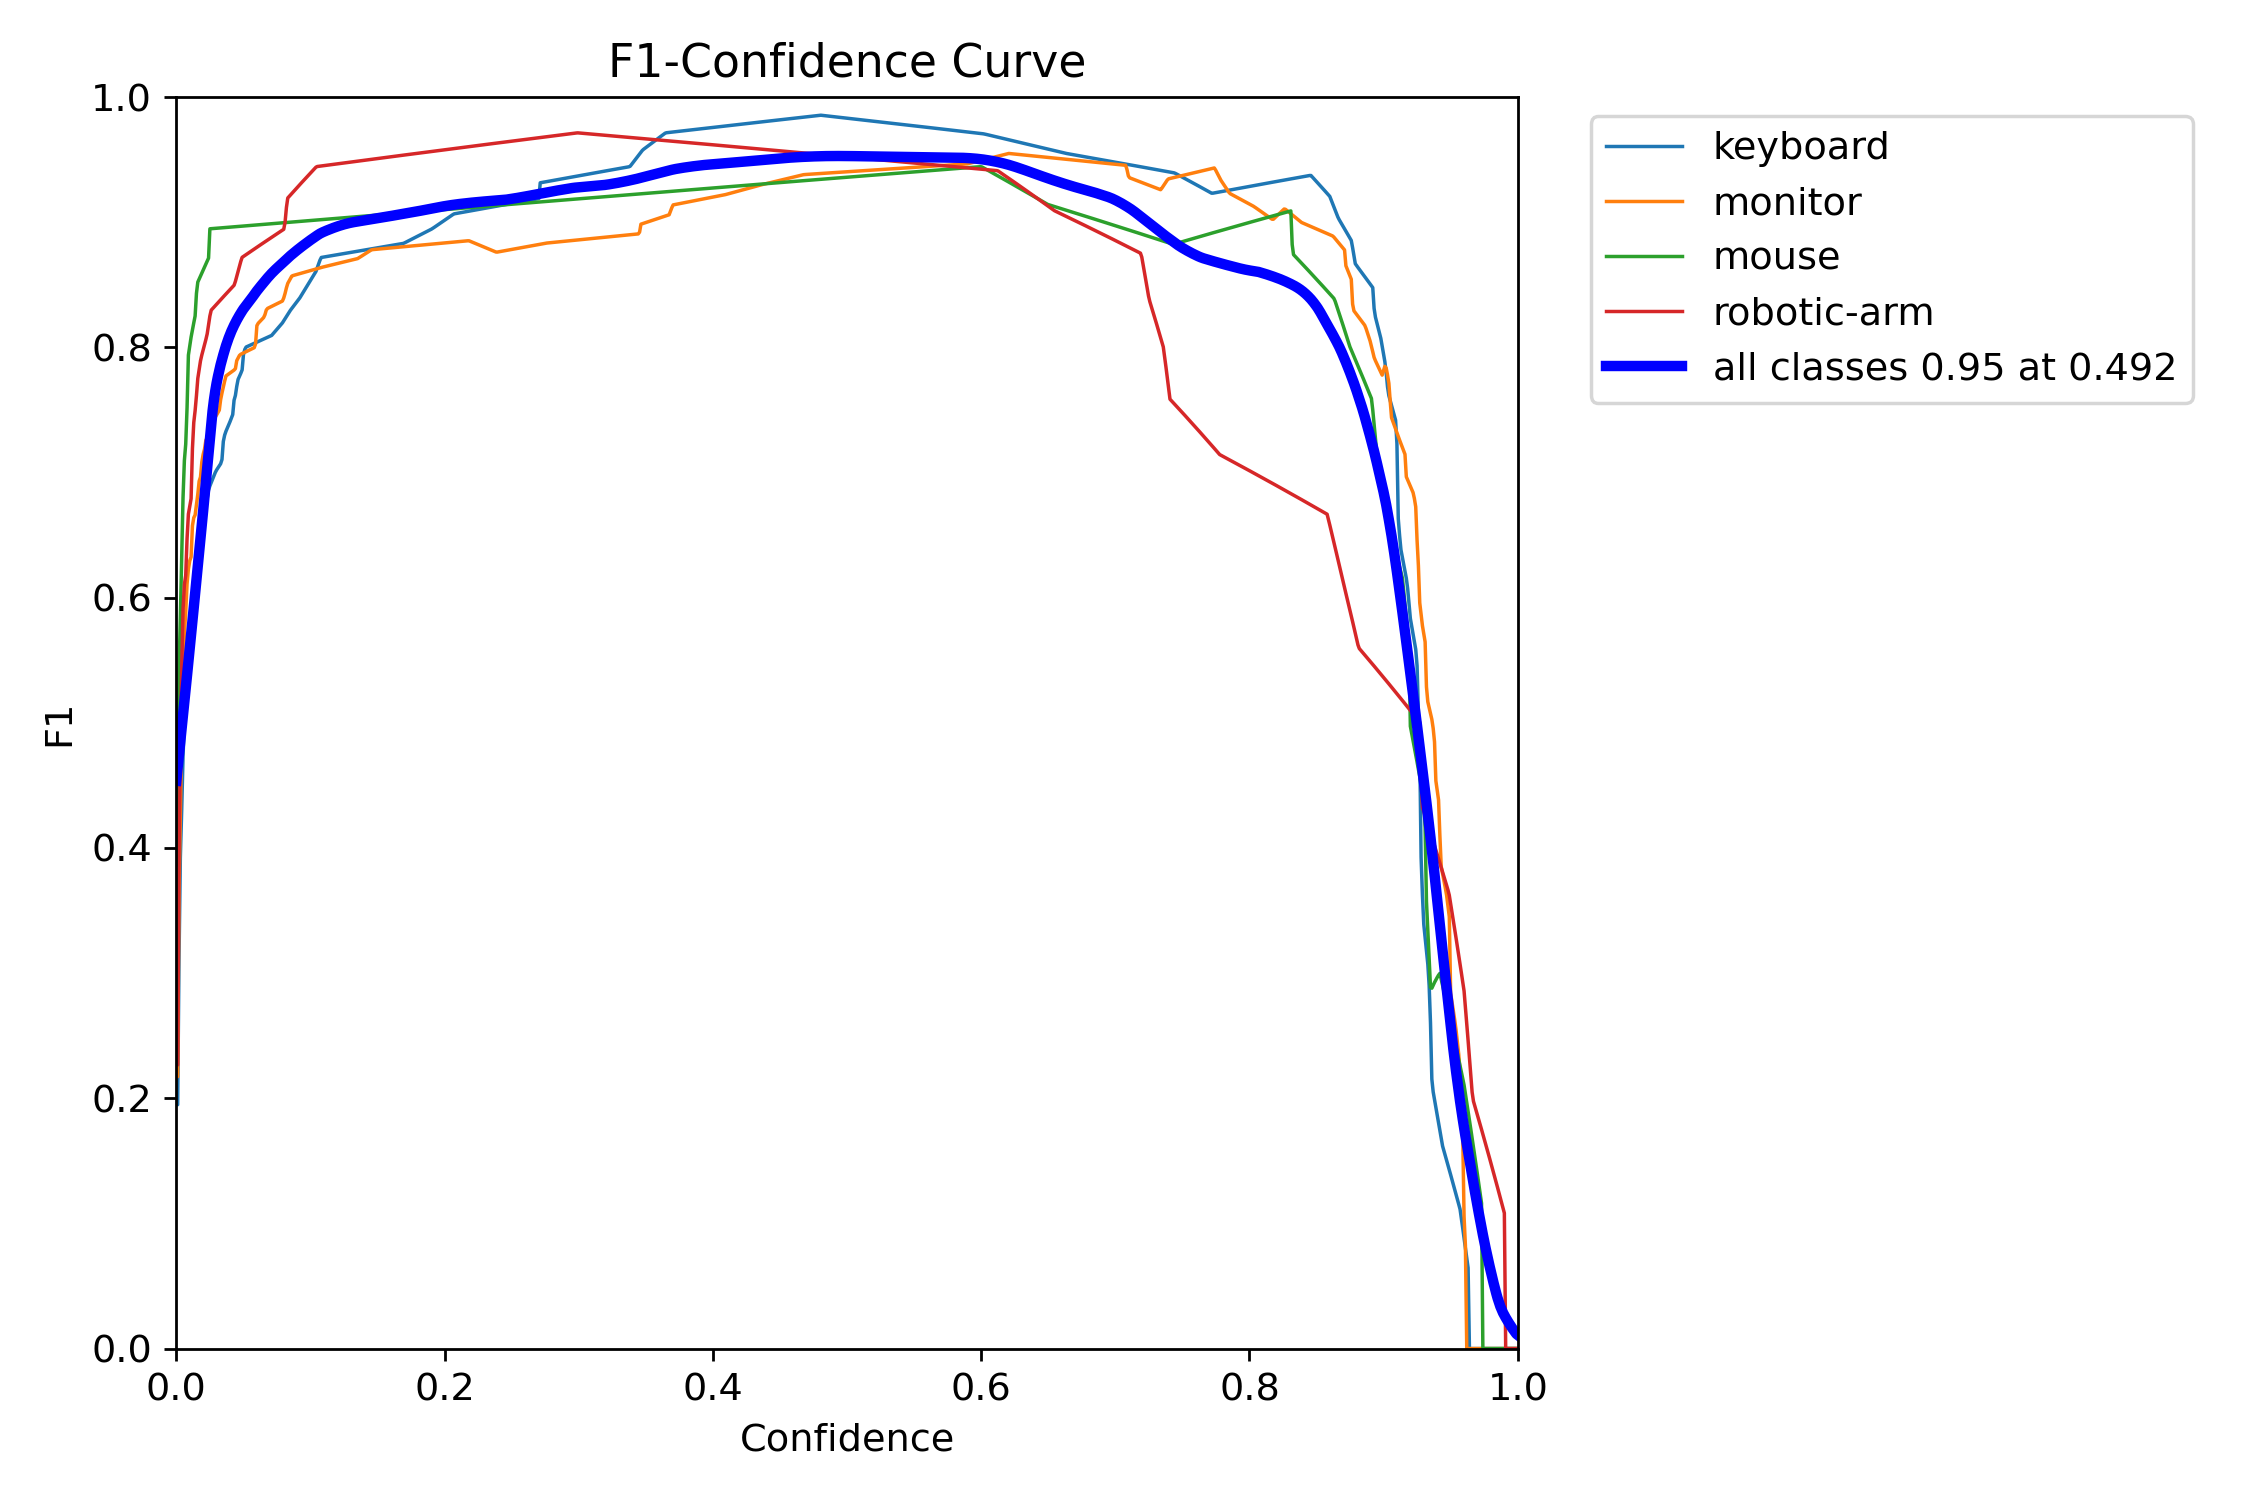 F1-Confidence Curve
1.0
0.8
0.6
0.4
0.2
0.0
F1
0.0 0.2 0.4 0.6 0.8 1.0
Confidence
keyboard
monitor
mouse
robotic-arm
all classes 0.95 at 0.492